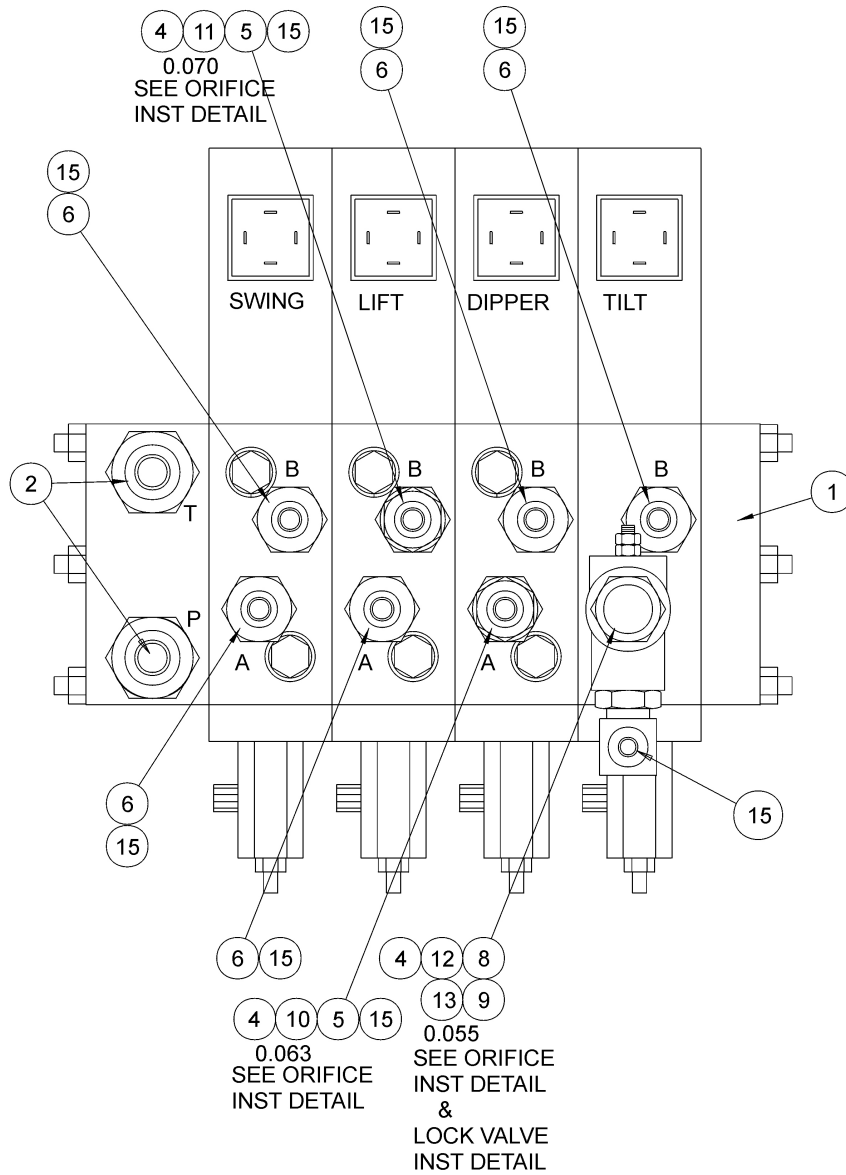 4 11 5 15
0.070
SEE ORIFICE
INST DETAIL
15
6
15
6
15
6
SWING
LIFT
DIPPER
TILT
B
B
B
B
2
T
1
P
A
A
A
6
15
15
6 15
4 12 8
13 9
0.055
SEE ORIFICE
INST DETAIL
&
LOCK VALVE
INST DETAIL
4 10 5 15
0.063
SEE ORIFICE
INST DETAIL